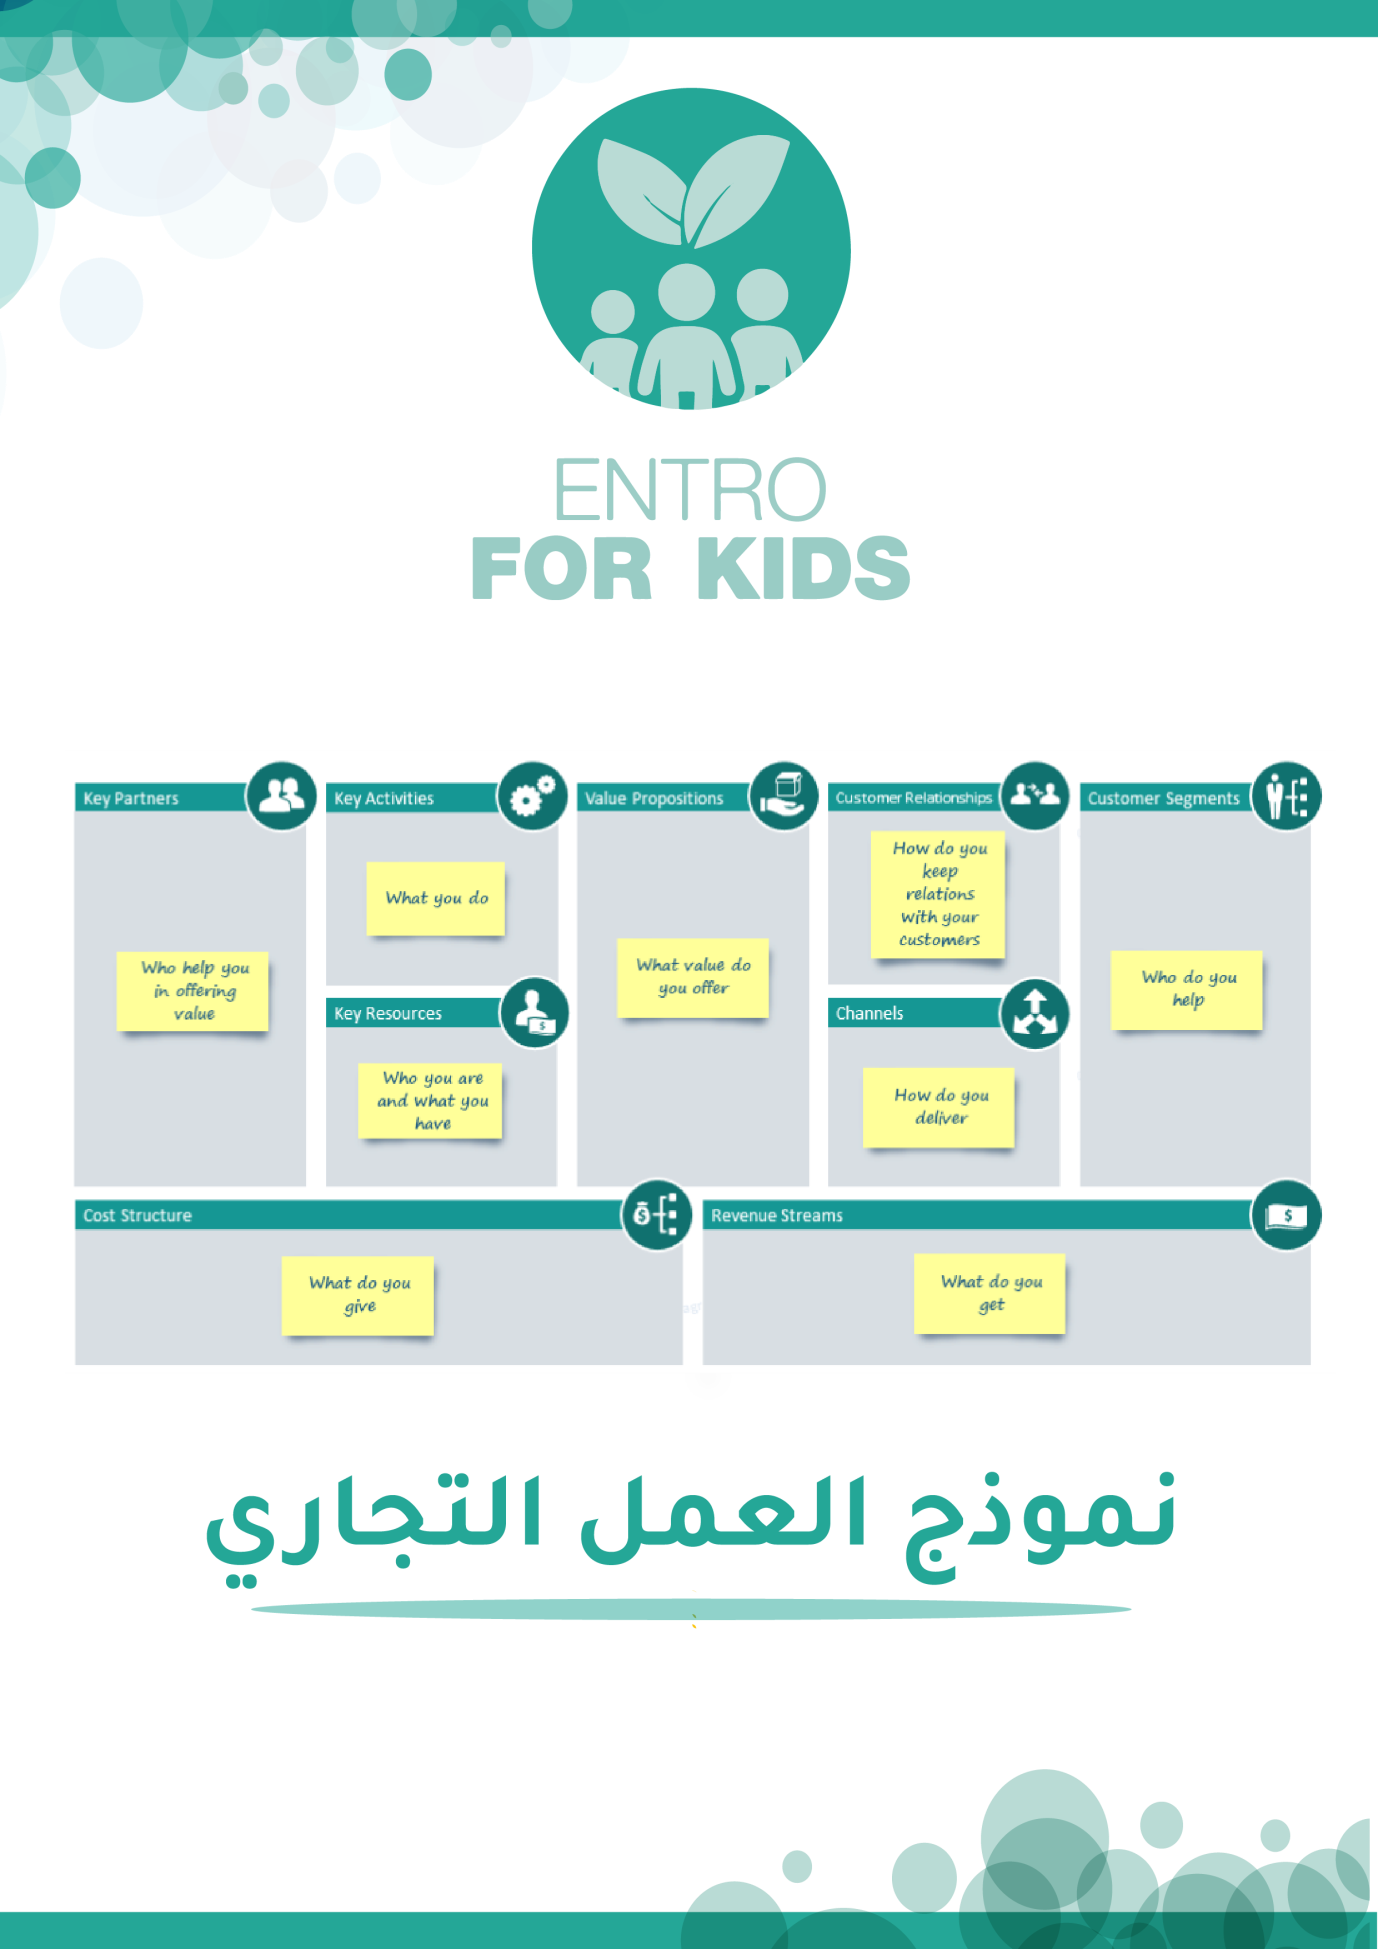 ENTRO
FOR KIDS
Key Partners
Who help you
in offering
value
Key Activities
What you do
Key Resources
Who you are
and what you
have
Value Propositions
What value do
you offer
Customer Relationships
How do you
keep
relations
with your
customers
Channels
How do you
deliver
Customer Segments
Who do you
help
Cost Structure
What do you
give
Revenue Streams
What do you
get
نموذج العمل التجاري